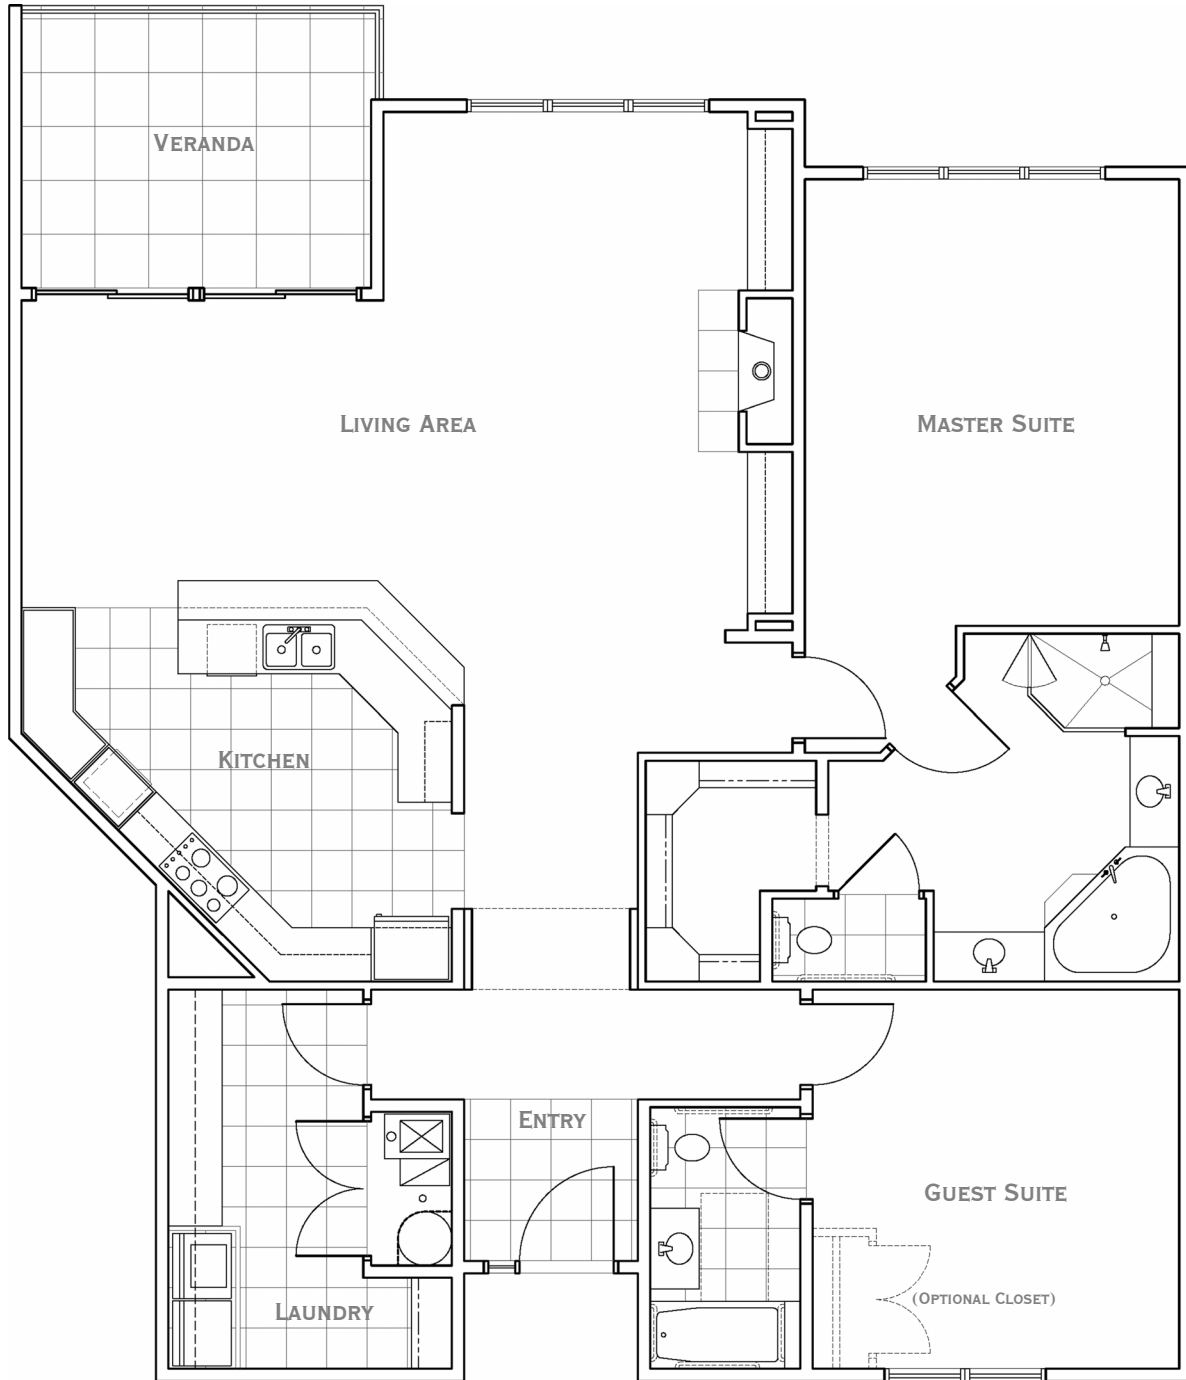 Veranda
Living Area
Master Suite
Kitchen
Entry
Guest Suite
(Optional Closet)
Laundry